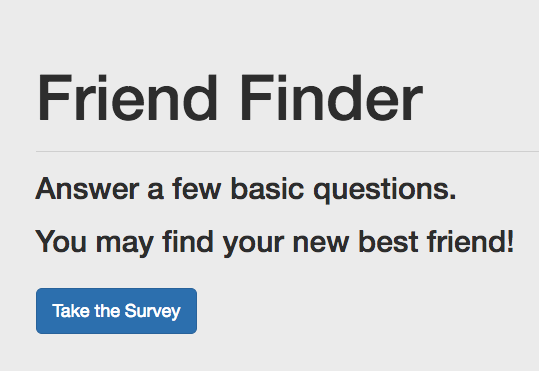 Friend Finder
Answer a few basic questions.
You may find your new best friend!
Take the Survey